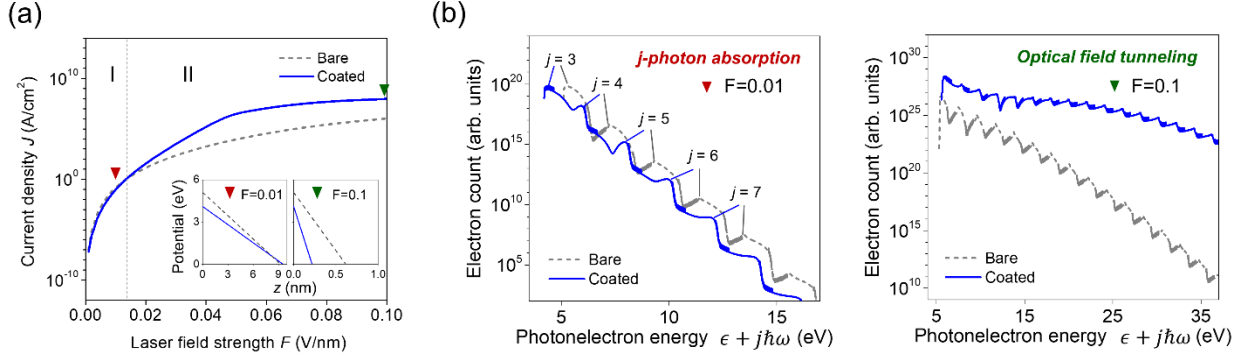 (a)
Current density J (A/cm²)
10¹⁰
10⁰
10⁻¹⁰
I
II
Bare
Coated
Potential (eV)
6
3
0
F=0.01
F=0.1
0
3
6
9
0.0
1.0
z (nm)
0.00
0.02
0.04
0.06
0.08
0.10
Laser field strength F (V/nm)
(b)
Electron count (arb. units)
10²⁰
10¹⁵
10¹⁰
10⁵
j = 3
j = 4
j = 5
j = 6
j = 7
j-photon absorption
F=0.01
Bare
Coated
5
10
15
Photonelectron energy ϵ + jℏω (eV)
Electron count (arb. units)
10³⁰
10²⁵
10²⁰
10¹⁵
10¹⁰
Optical field tunneling
F=0.1
Bare
Coated
5
15
25
35
Photonelectron energy ϵ + jℏω (eV)